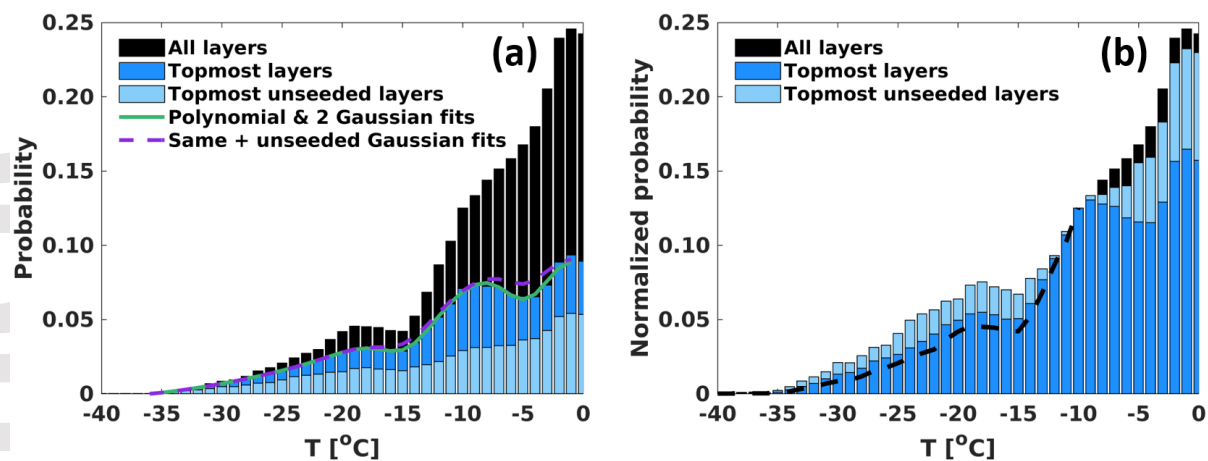 (a)
All layers
Topmost layers
Topmost unseeded layers
Polynomial & 2 Gaussian fits
Same + unseeded Gaussian fits
Probability
0.25
0.20
0.15
0.10
0.05
0
-40 -35 -30 -25 -20 -15 -10 -5 0
T [°C]
(b)
All layers
Topmost layers
Topmost unseeded layers
Normalized probability
0.25
0.20
0.15
0.10
0.05
0
-40 -35 -30 -25 -20 -15 -10 -5 0
T [°C]